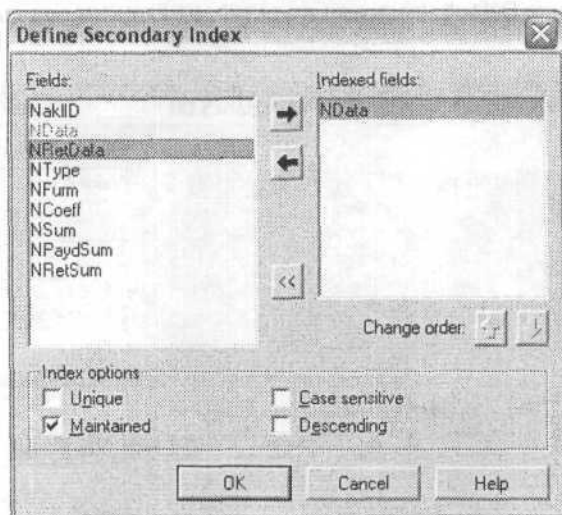 Define Secondary Index
Fields:
NaklID
NData
NRetData
NType
NFurm
NCoeff
NSum
NPaydSum
NRetSum
<<
Indexed fields:
NData
Change order:
Index options
Unique
Maintained
Case sensitive
Descending
OK
Cancel
Help